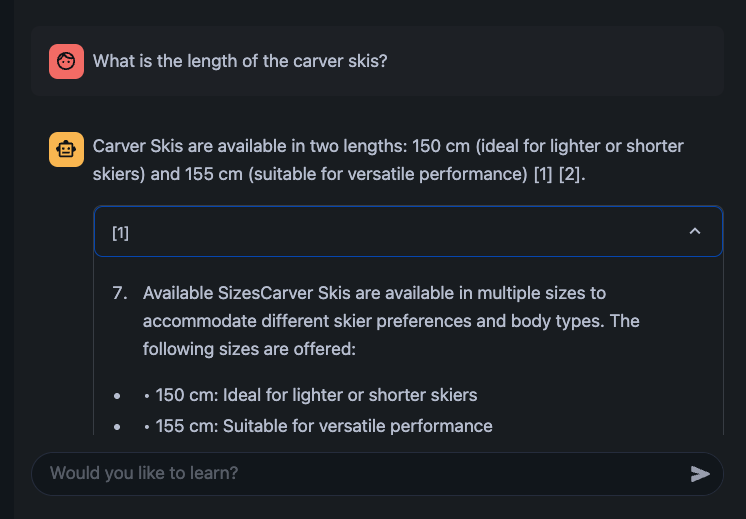 What is the length of the carver skis?
Carver Skis are available in two lengths: 150 cm (ideal for lighter or shorter
skiers) and 155 cm (suitable for versatile performance) [1] [2].
[1]
7. Available SizesCarver Skis are available in multiple sizes to
accommodate different skier preferences and body types. The
following sizes are offered:
• • 150 cm: Ideal for lighter or shorter skiers
• • 155 cm: Suitable for versatile performance
Would you like to learn?